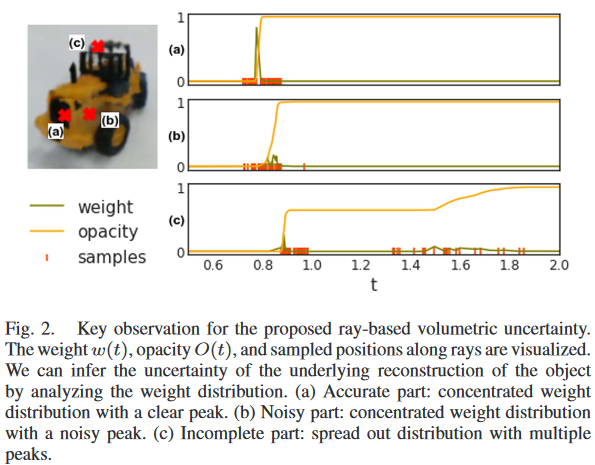 (c)
(a)
(b)
weight
opacity
samples
1
(a)
0
1
(b)
0
1
(c)
0
0.6 0.8 1.0 1.2 1.4 1.6 1.8 2.0
t
Fig. 2. Key observation for the proposed ray-based volumetric uncertainty.
The weight w(t), opacity O(t), and sampled positions along rays are visualized.
We can infer the uncertainty of the underlying reconstruction of the object
by analyzing the weight distribution. (a) Accurate part: concentrated weight
distribution with a clear peak. (b) Noisy part: concentrated weight distribution
with a noisy peak. (c) Incomplete part: spread out distribution with multiple
peaks.